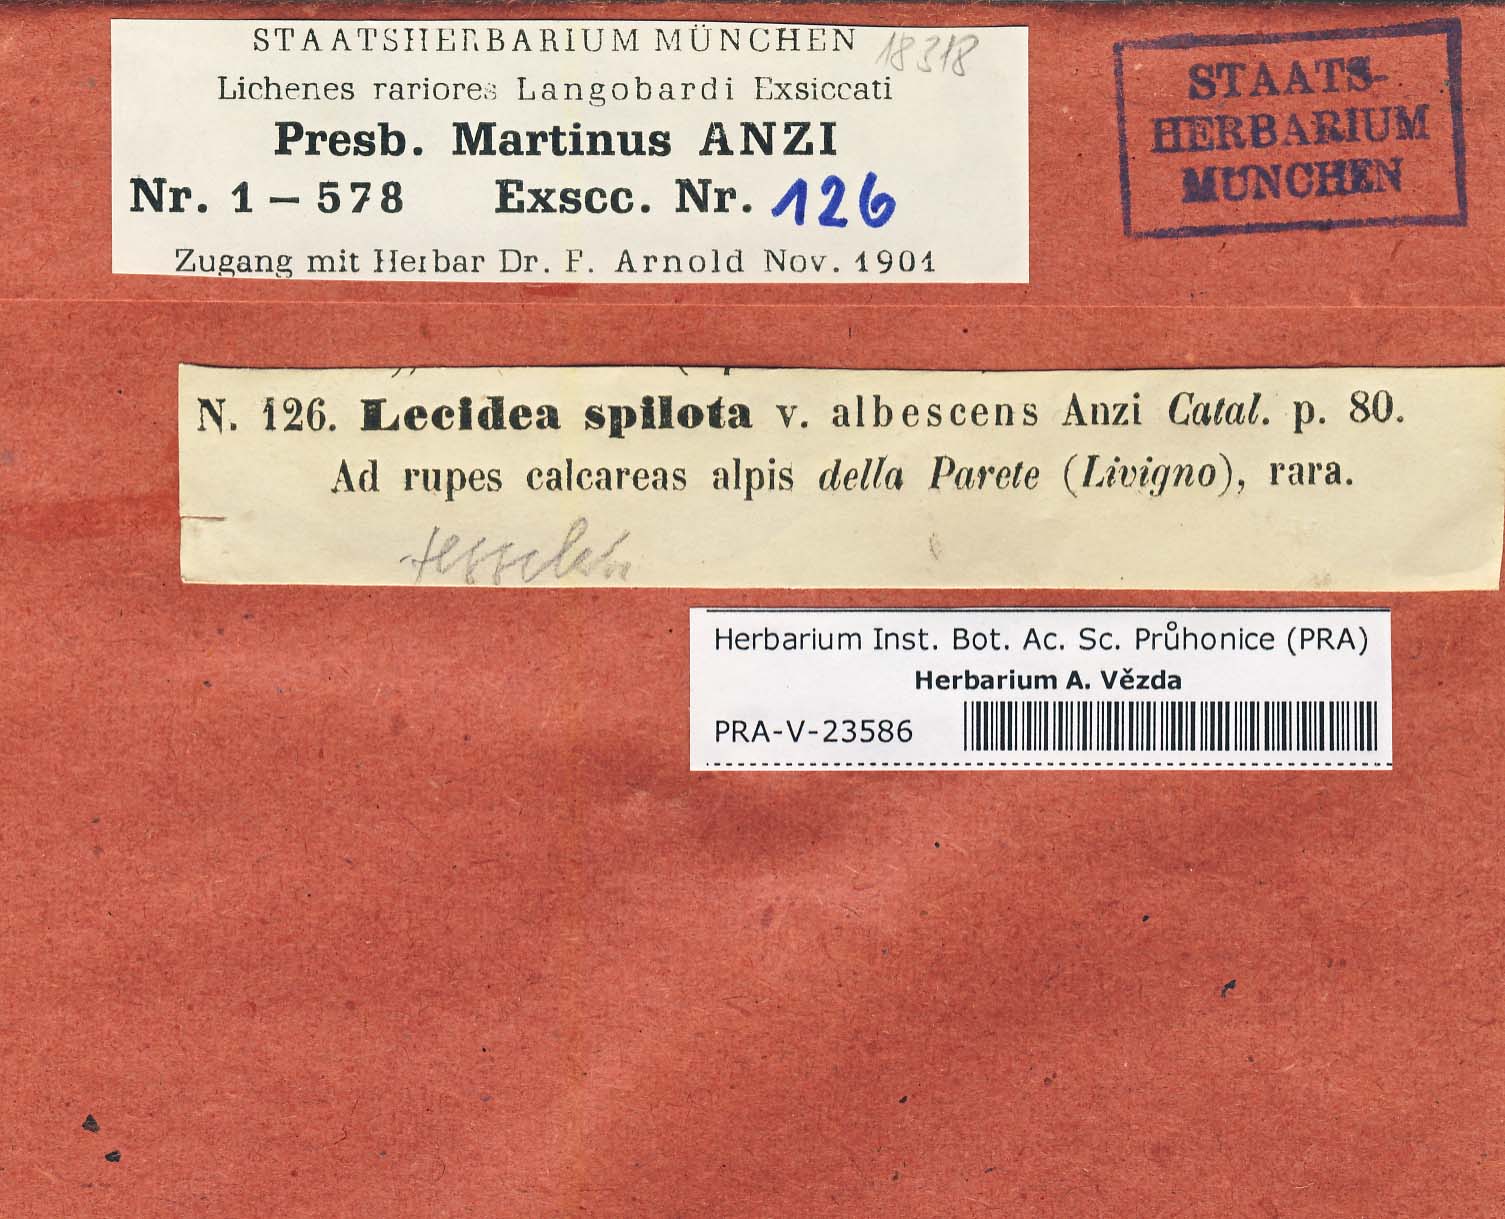 STAATSHERBARIUM MÜNCHEN 18318
Lichenes rariores Langobardi Exsiccati
Presb. Martinus ANZI
Nr. 1 – 578 Exscc. Nr. 126
Zugang mit Herbar Dr. F. Arnold Nov. 1901
STAATS-
HERBARIUM
MÜNCHEN
N. 126. Lecidea spilota v. albescens Anzi Catal. p. 80.
Ad rupes calcareas alpis della Parete (Livigno), rara.
Herbarium Inst. Bot. Ac. Sc. Průhonice (PRA)
Herbarium A. Vězda
PRA-V-23586